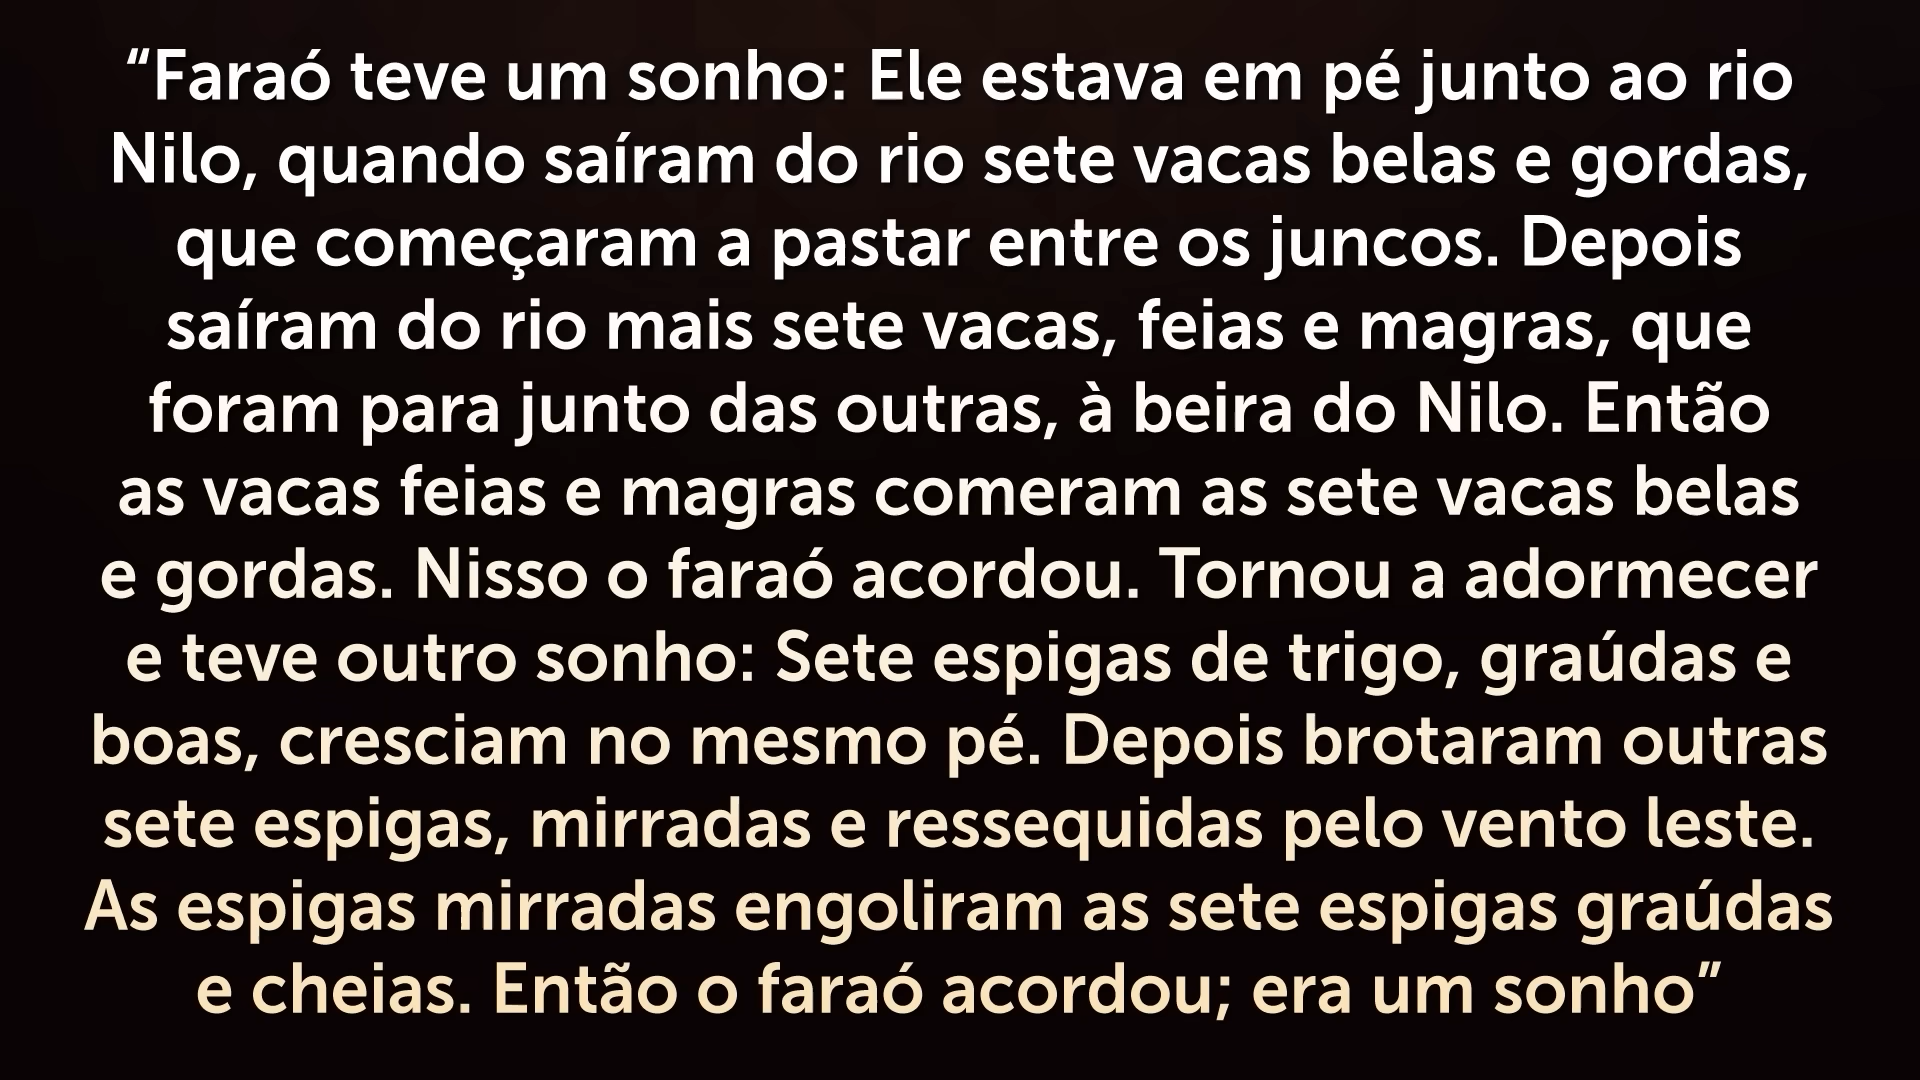 “Faraó teve um sonho: Ele estava em pé junto ao rio
Nilo, quando saíram do rio sete vacas belas e gordas,
que começaram a pastar entre os juncos. Depois
saíram do rio mais sete vacas, feias e magras, que
foram para junto das outras, à beira do Nilo. Então
as vacas feias e magras comeram as sete vacas belas
e gordas. Nisso o faraó acordou. Tornou a adormecer
e teve outro sonho: Sete espigas de trigo, graúdas e
boas, cresciam no mesmo pé. Depois brotaram outras
sete espigas, mirradas e ressequidas pelo vento leste.
As espigas mirradas engoliram as sete espigas graúdas
e cheias. Então o faraó acordou; era um sonho”